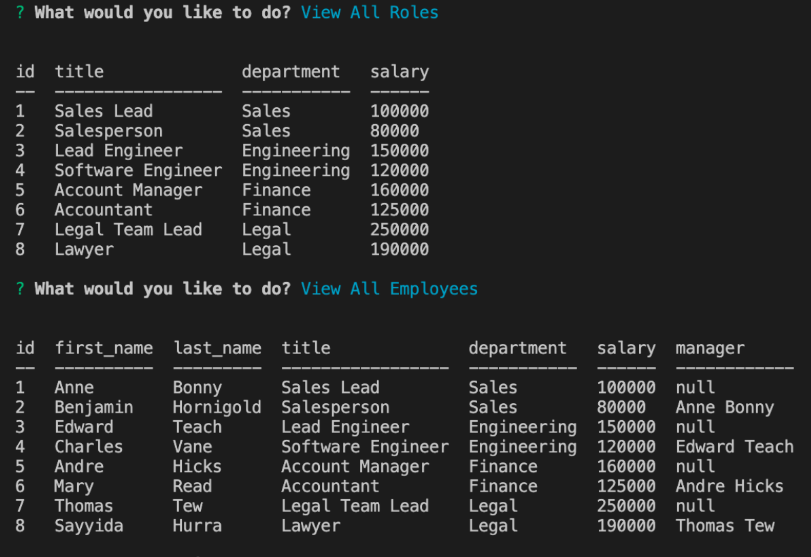 ? What would you like to do? View All Roles
id title department salary
-- ----------------- ----------- ------
1 Sales Lead Sales 100000
2 Salesperson Sales 80000
3 Lead Engineer Engineering 150000
4 Software Engineer Engineering 120000
5 Account Manager Finance 160000
6 Accountant Finance 125000
7 Legal Team Lead Legal 250000
8 Lawyer Legal 190000
? What would you like to do? View All Employees
id first_name last_name title department salary manager
-- ---------- --------- ----------------- ----------- ------ ------------
1 Anne Bonny Sales Lead Sales 100000 null
2 Benjamin Hornigold Salesperson Sales 80000 Anne Bonny
3 Edward Teach Lead Engineer Engineering 150000 null
4 Charles Vane Software Engineer Engineering 120000 Edward Teach
5 Andre Hicks Account Manager Finance 160000 null
6 Mary Read Accountant Finance 125000 Andre Hicks
7 Thomas Tew Legal Team Lead Legal 250000 null
8 Sayyida Hurra Lawyer Legal 190000 Thomas Tew